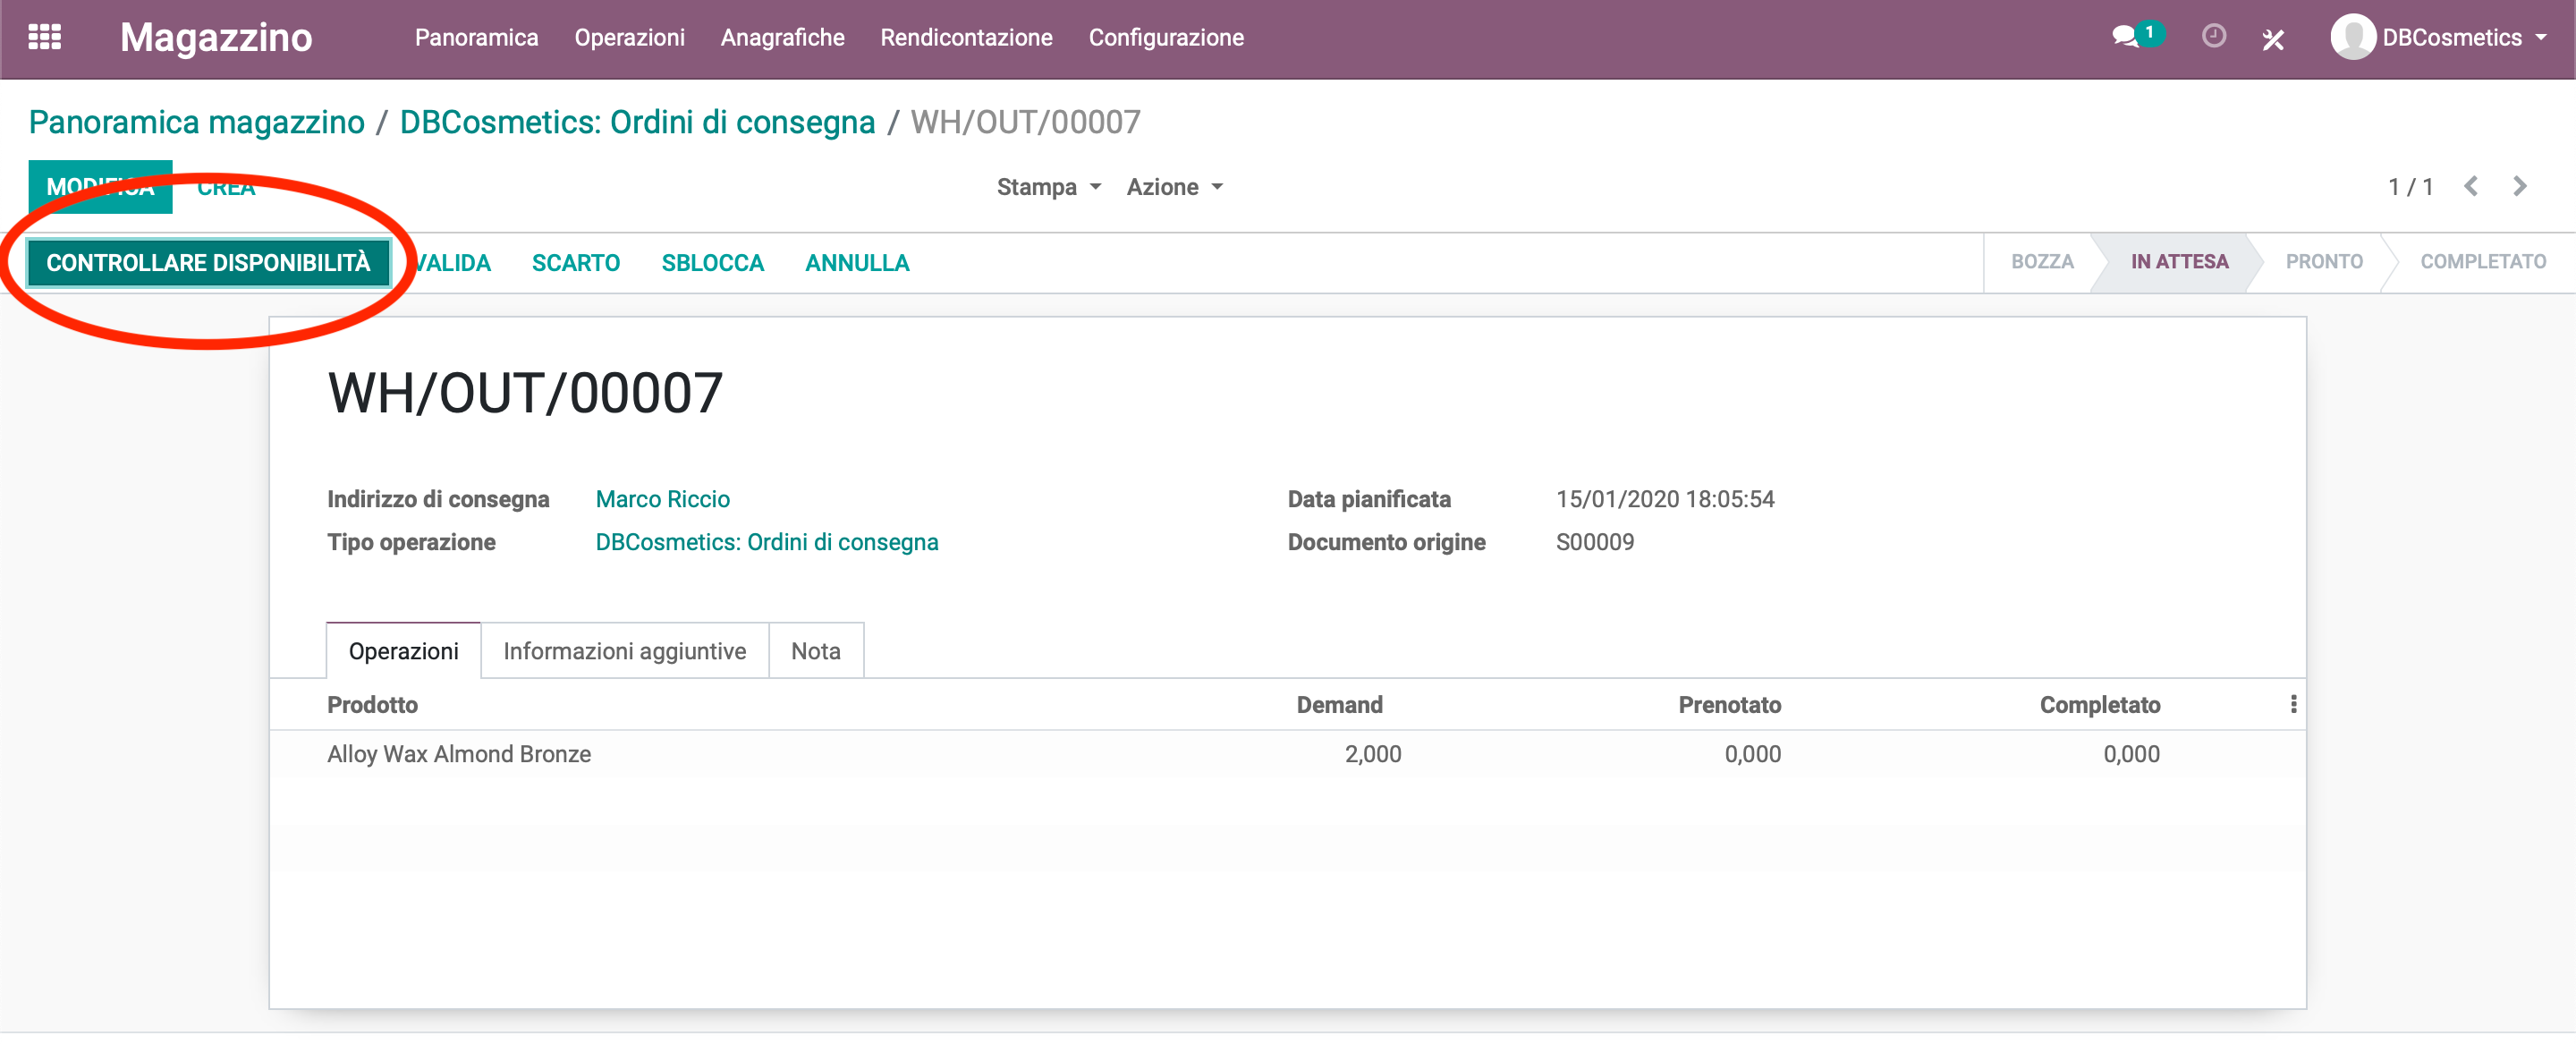 Magazzino Panoramica Operazioni Anagrafiche Rendicontazione Configurazione 1 DBCosmetics
Panoramica magazzino / DBCosmetics: Ordini di consegna / WH/OUT/00007
MODIFICA CREA Stampa Azione 1 / 1
CONTROLLARE DISPONIBILITÀ VALIDA SCARTO SBLOCCA ANNULLA BOZZA IN ATTESA PRONTO COMPLETATO
WH/OUT/00007
Indirizzo di consegna Marco Riccio Data pianificata 15/01/2020 18:05:54
Tipo operazione DBCosmetics: Ordini di consegna Documento origine S00009
Operazioni Informazioni aggiuntive Nota
Prodotto Demand Prenotato Completato
Alloy Wax Almond Bronze 2,000 0,000 0,000